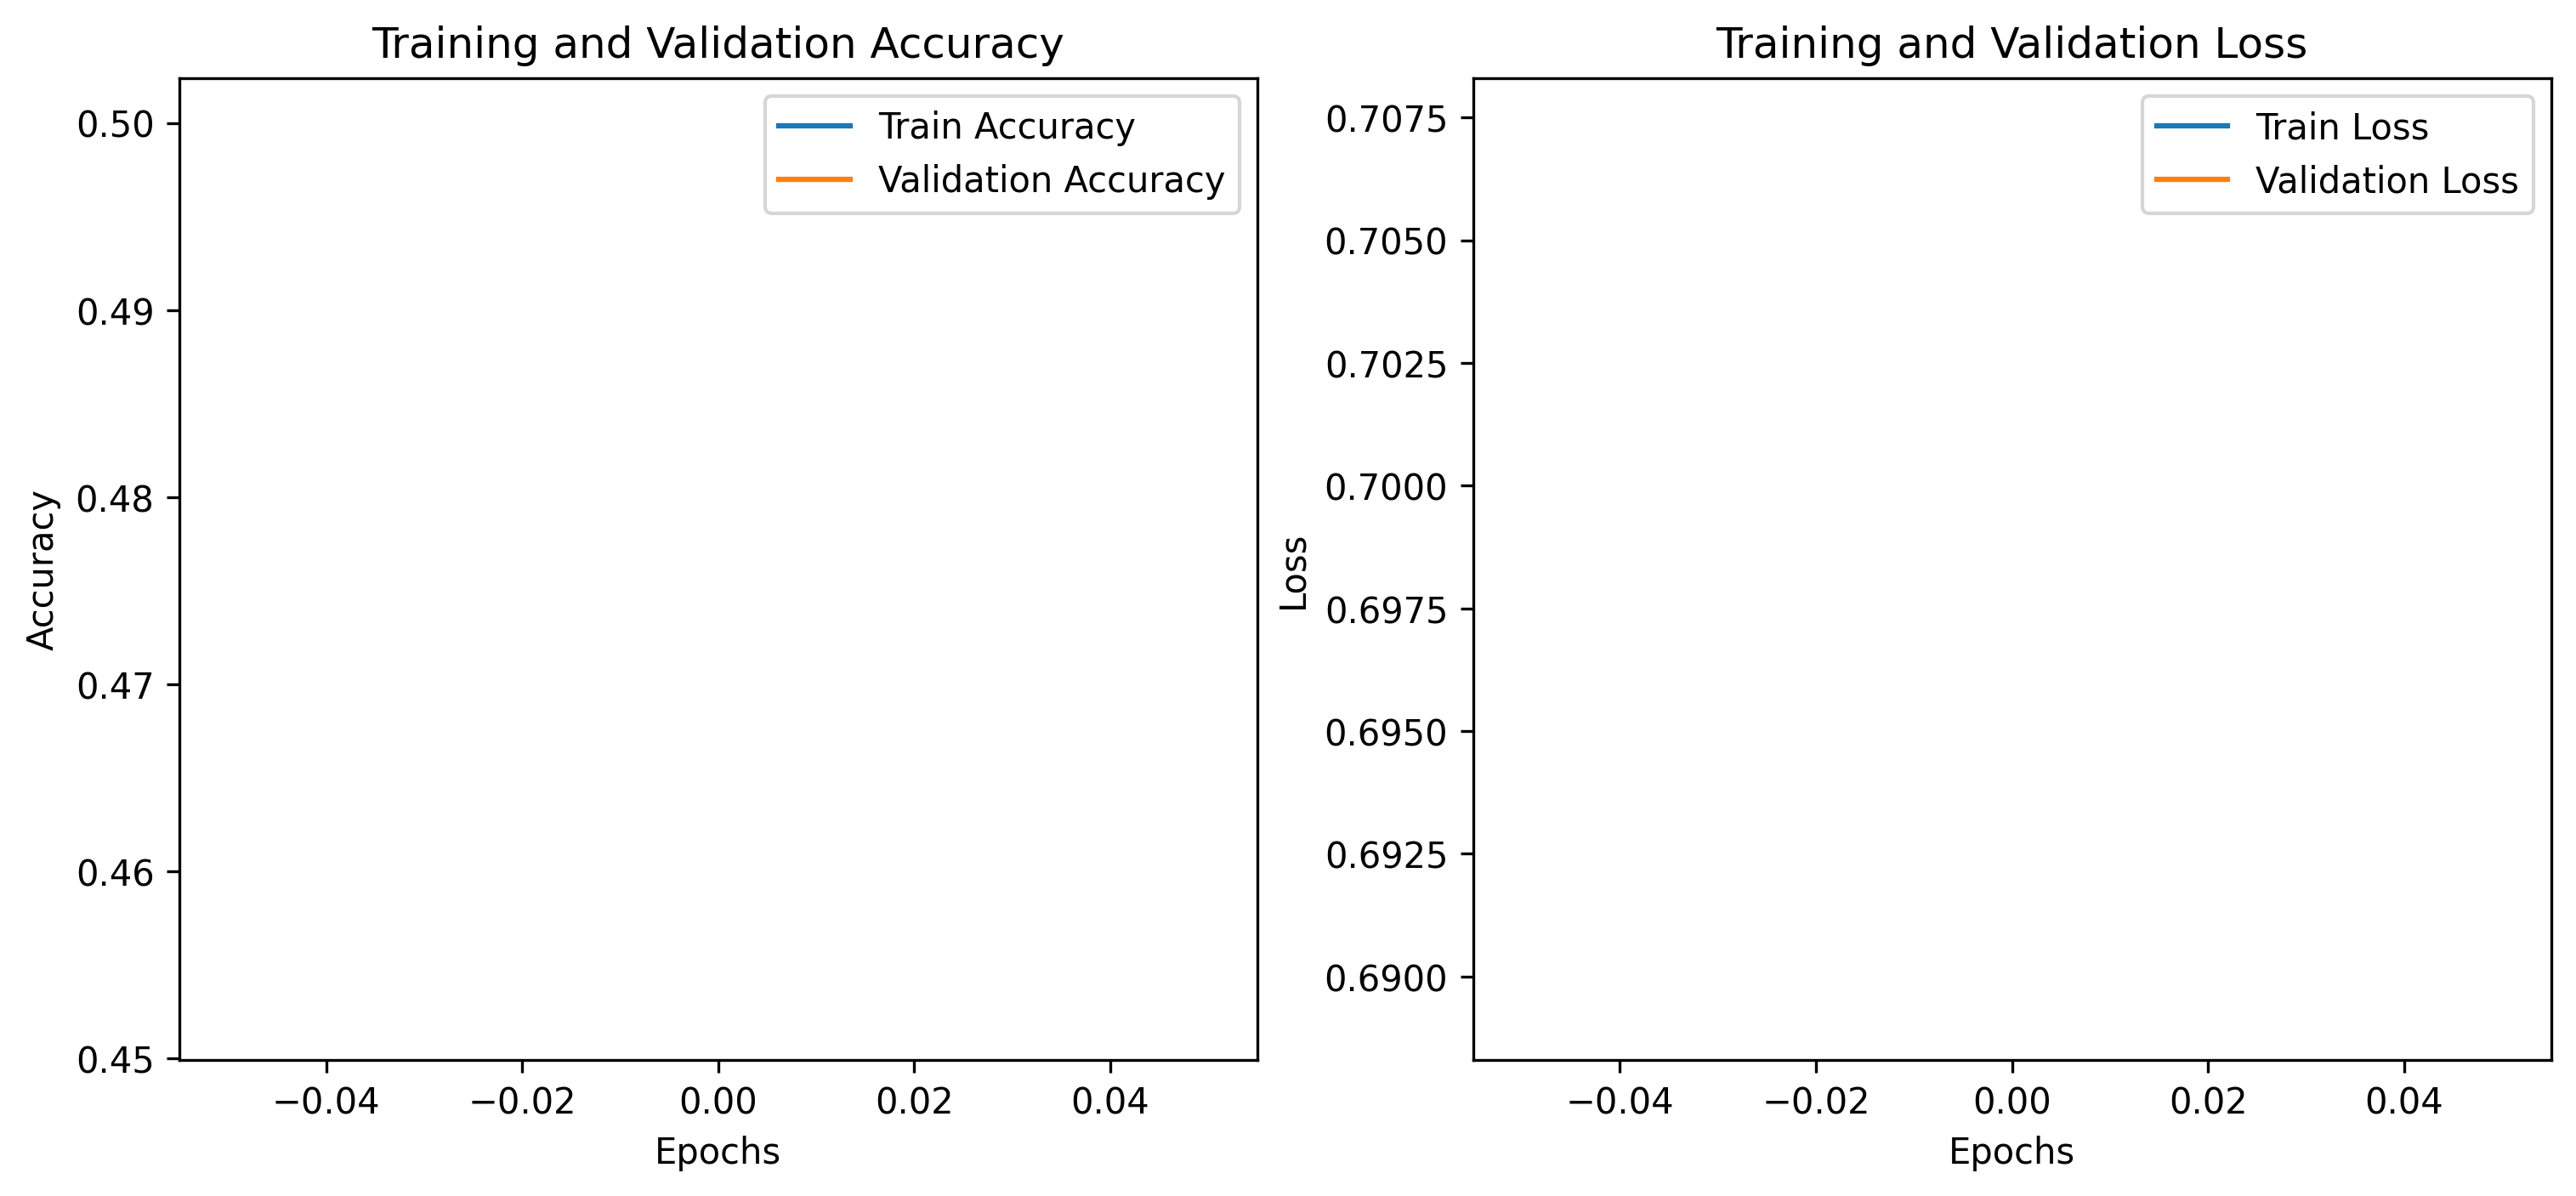 Training and Validation Accuracy
Train Accuracy
Validation Accuracy
0.50
0.49
0.48
0.47
0.46
0.45
Accuracy
−0.04 −0.02 0.00 0.02 0.04
Epochs
Training and Validation Loss
Train Loss
Validation Loss
0.7075
0.7050
0.7025
0.7000
0.6975
0.6950
0.6925
0.6900
Loss
−0.04 −0.02 0.00 0.02 0.04
Epochs